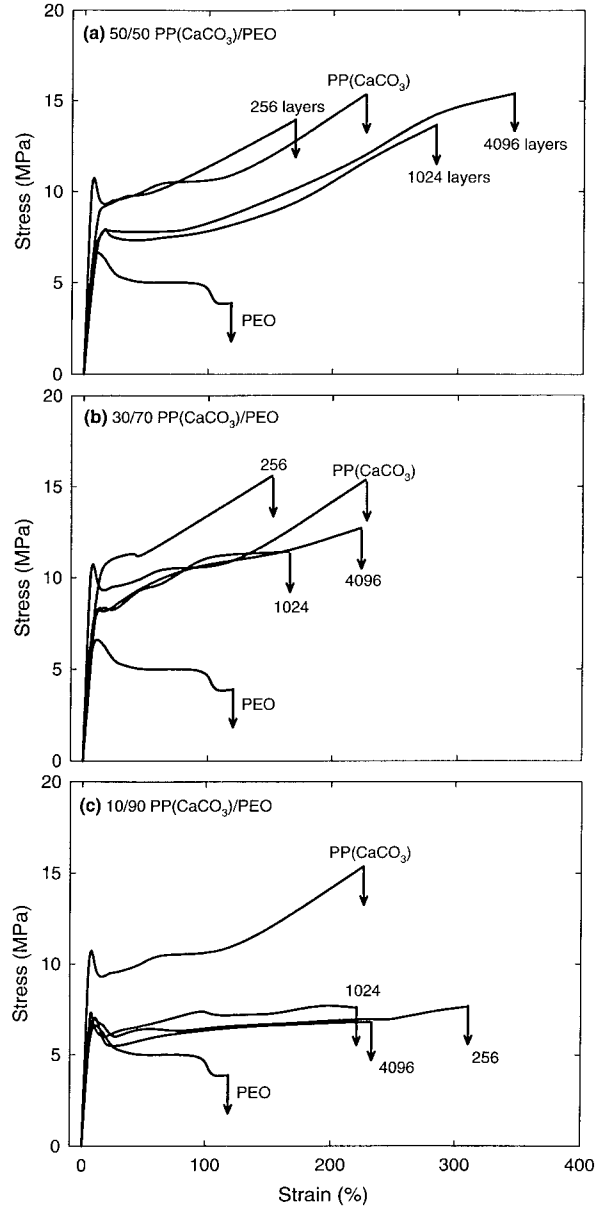 20
(a) 50/50 PP(CaCO₃)/PEO
PP(CaCO₃)
256 layers
15
4096 layers
1024 layers
10
Stress (MPa)
5
PEO
0
20
(b) 30/70 PP(CaCO₃)/PEO
256
PP(CaCO₃)
15
4096
1024
10
Stress (MPa)
5
PEO
0
20
(c) 10/90 PP(CaCO₃)/PEO
PP(CaCO₃)
15
10
Stress (MPa)
1024
4096
256
5
PEO
0
0 100 200 300 400
Strain (%)